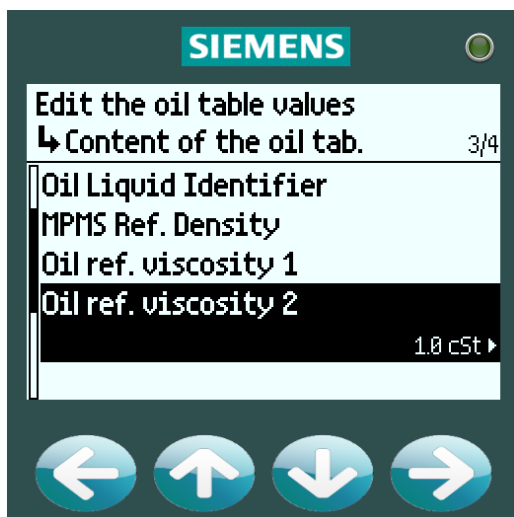 SIEMENS
Edit the oil table values
Content of the oil tab.
3/4
Oil Liquid Identifier
MPMS Ref. Density
Oil ref. viscosity 1
Oil ref. viscosity 2
1.0 cSt